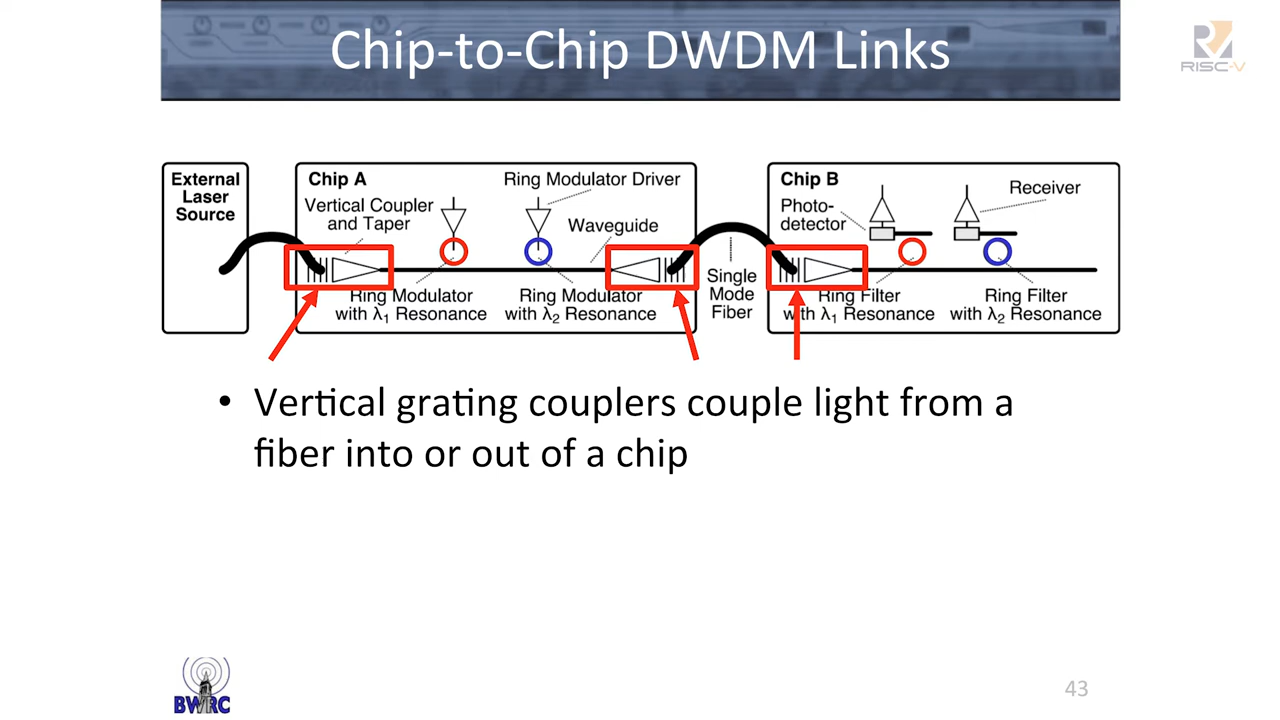 Chip-to-Chip DWDM Links
RISC-V
External
Laser
Source
Chip A
Vertical Coupler
and Taper
Ring Modulator Driver
Waveguide
Ring Modulator
with λ1 Resonance
Ring Modulator
with λ2 Resonance
Single
Mode
Fiber
Chip B
Photo-
detector
Receiver
Ring Filter
with λ1 Resonance
Ring Filter
with λ2 Resonance
• Vertical grating couplers couple light from a
fiber into or out of a chip
BWRC
43